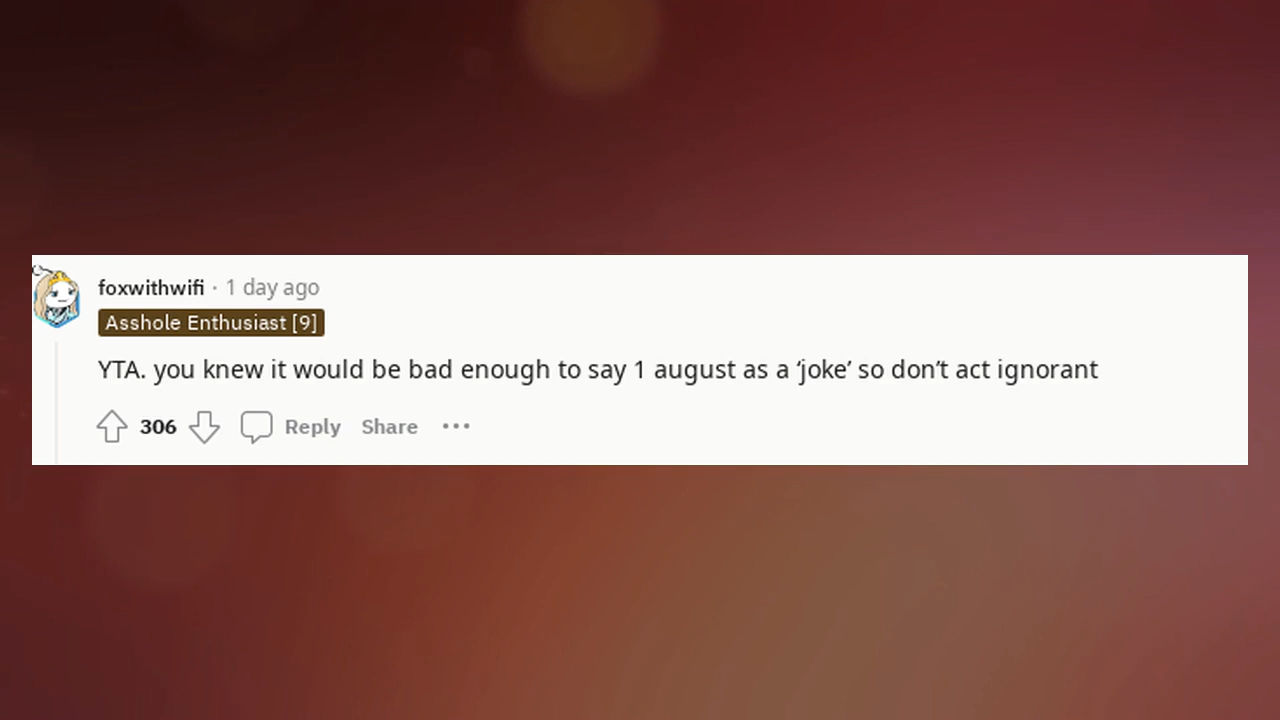 foxwithwifi · 1 day ago
Asshole Enthusiast [9]
YTA. you knew it would be bad enough to say 1 august as a ‘joke’ so don’t act ignorant
306 Reply Share ···